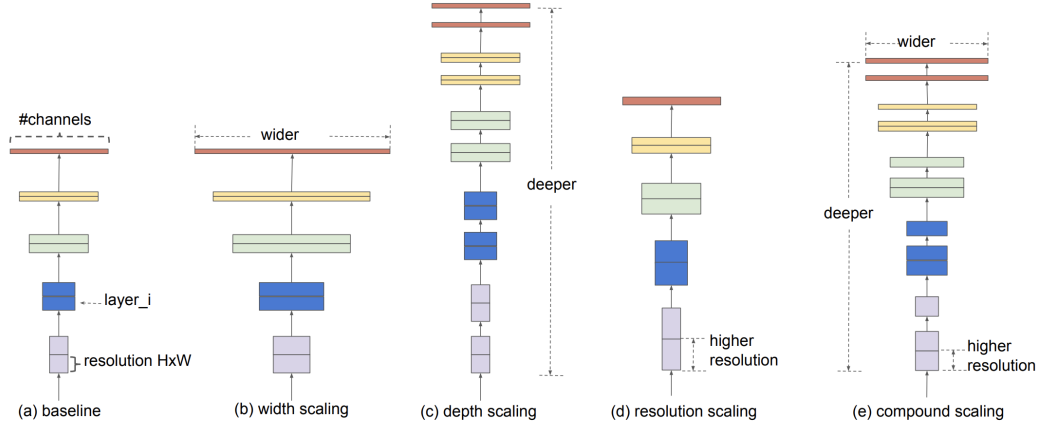 #channels
layer_i
resolution HxW
(a) baseline
wider
(b) width scaling
deeper
(c) depth scaling
higher
resolution
(d) resolution scaling
wider
deeper
higher
resolution
(e) compound scaling